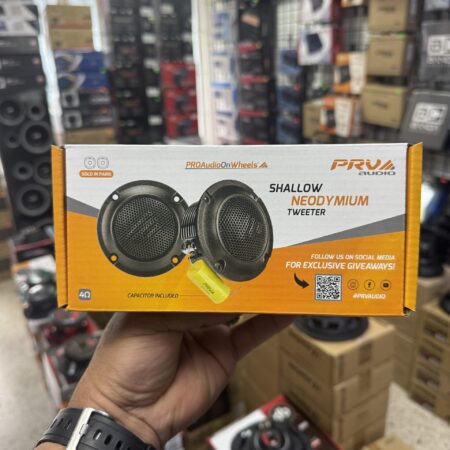 SOLD IN PAIRS
PROAudioOnWheels
PRV
AUDIO
SHALLOW
NEODYMIUM
TWEETER
FOLLOW US ON SOCIAL MEDIA
FOR EXCLUSIVE GIVEAWAYS!
#PRVAUDIO
4Ω
CAPACITOR INCLUDED